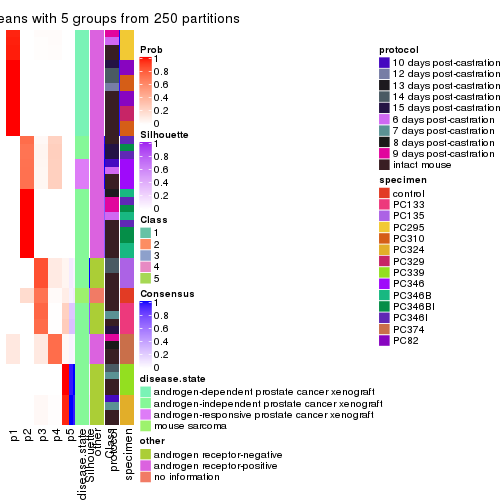 eans with 5 groups from 250 partitions
Prob
1
0.8
0.6
0.4
0.2
0
Silhouette
1
0.8
0.6
0.4
0.2
0
Class
1
2
3
4
5
Consensus
1
0.8
0.6
0.4
0.2
0
disease.state
androgen-dependent prostate cancer xenograft
androgen-independent prostate cancer xenograft
androgen-responsive prostate cancer xenograft
mouse sarcoma
other
androgen receptor-negative
androgen receptor-positive
no information
protocol
10 days post-castration
12 days post-castration
13 days post-castration
14 days post-castration
15 days post-castration
6 days post-castration
7 days post-castration
8 days post-castration
9 days post-castration
intact mouse
specimen
control
PC133
PC135
PC295
PC310
PC324
PC329
PC339
PC346
PC346B
PC346BI
PC346I
PC374
PC82
p1
p2
p3
p4
p5
disease.state
Silhouette
other
Class
protocol
specimen